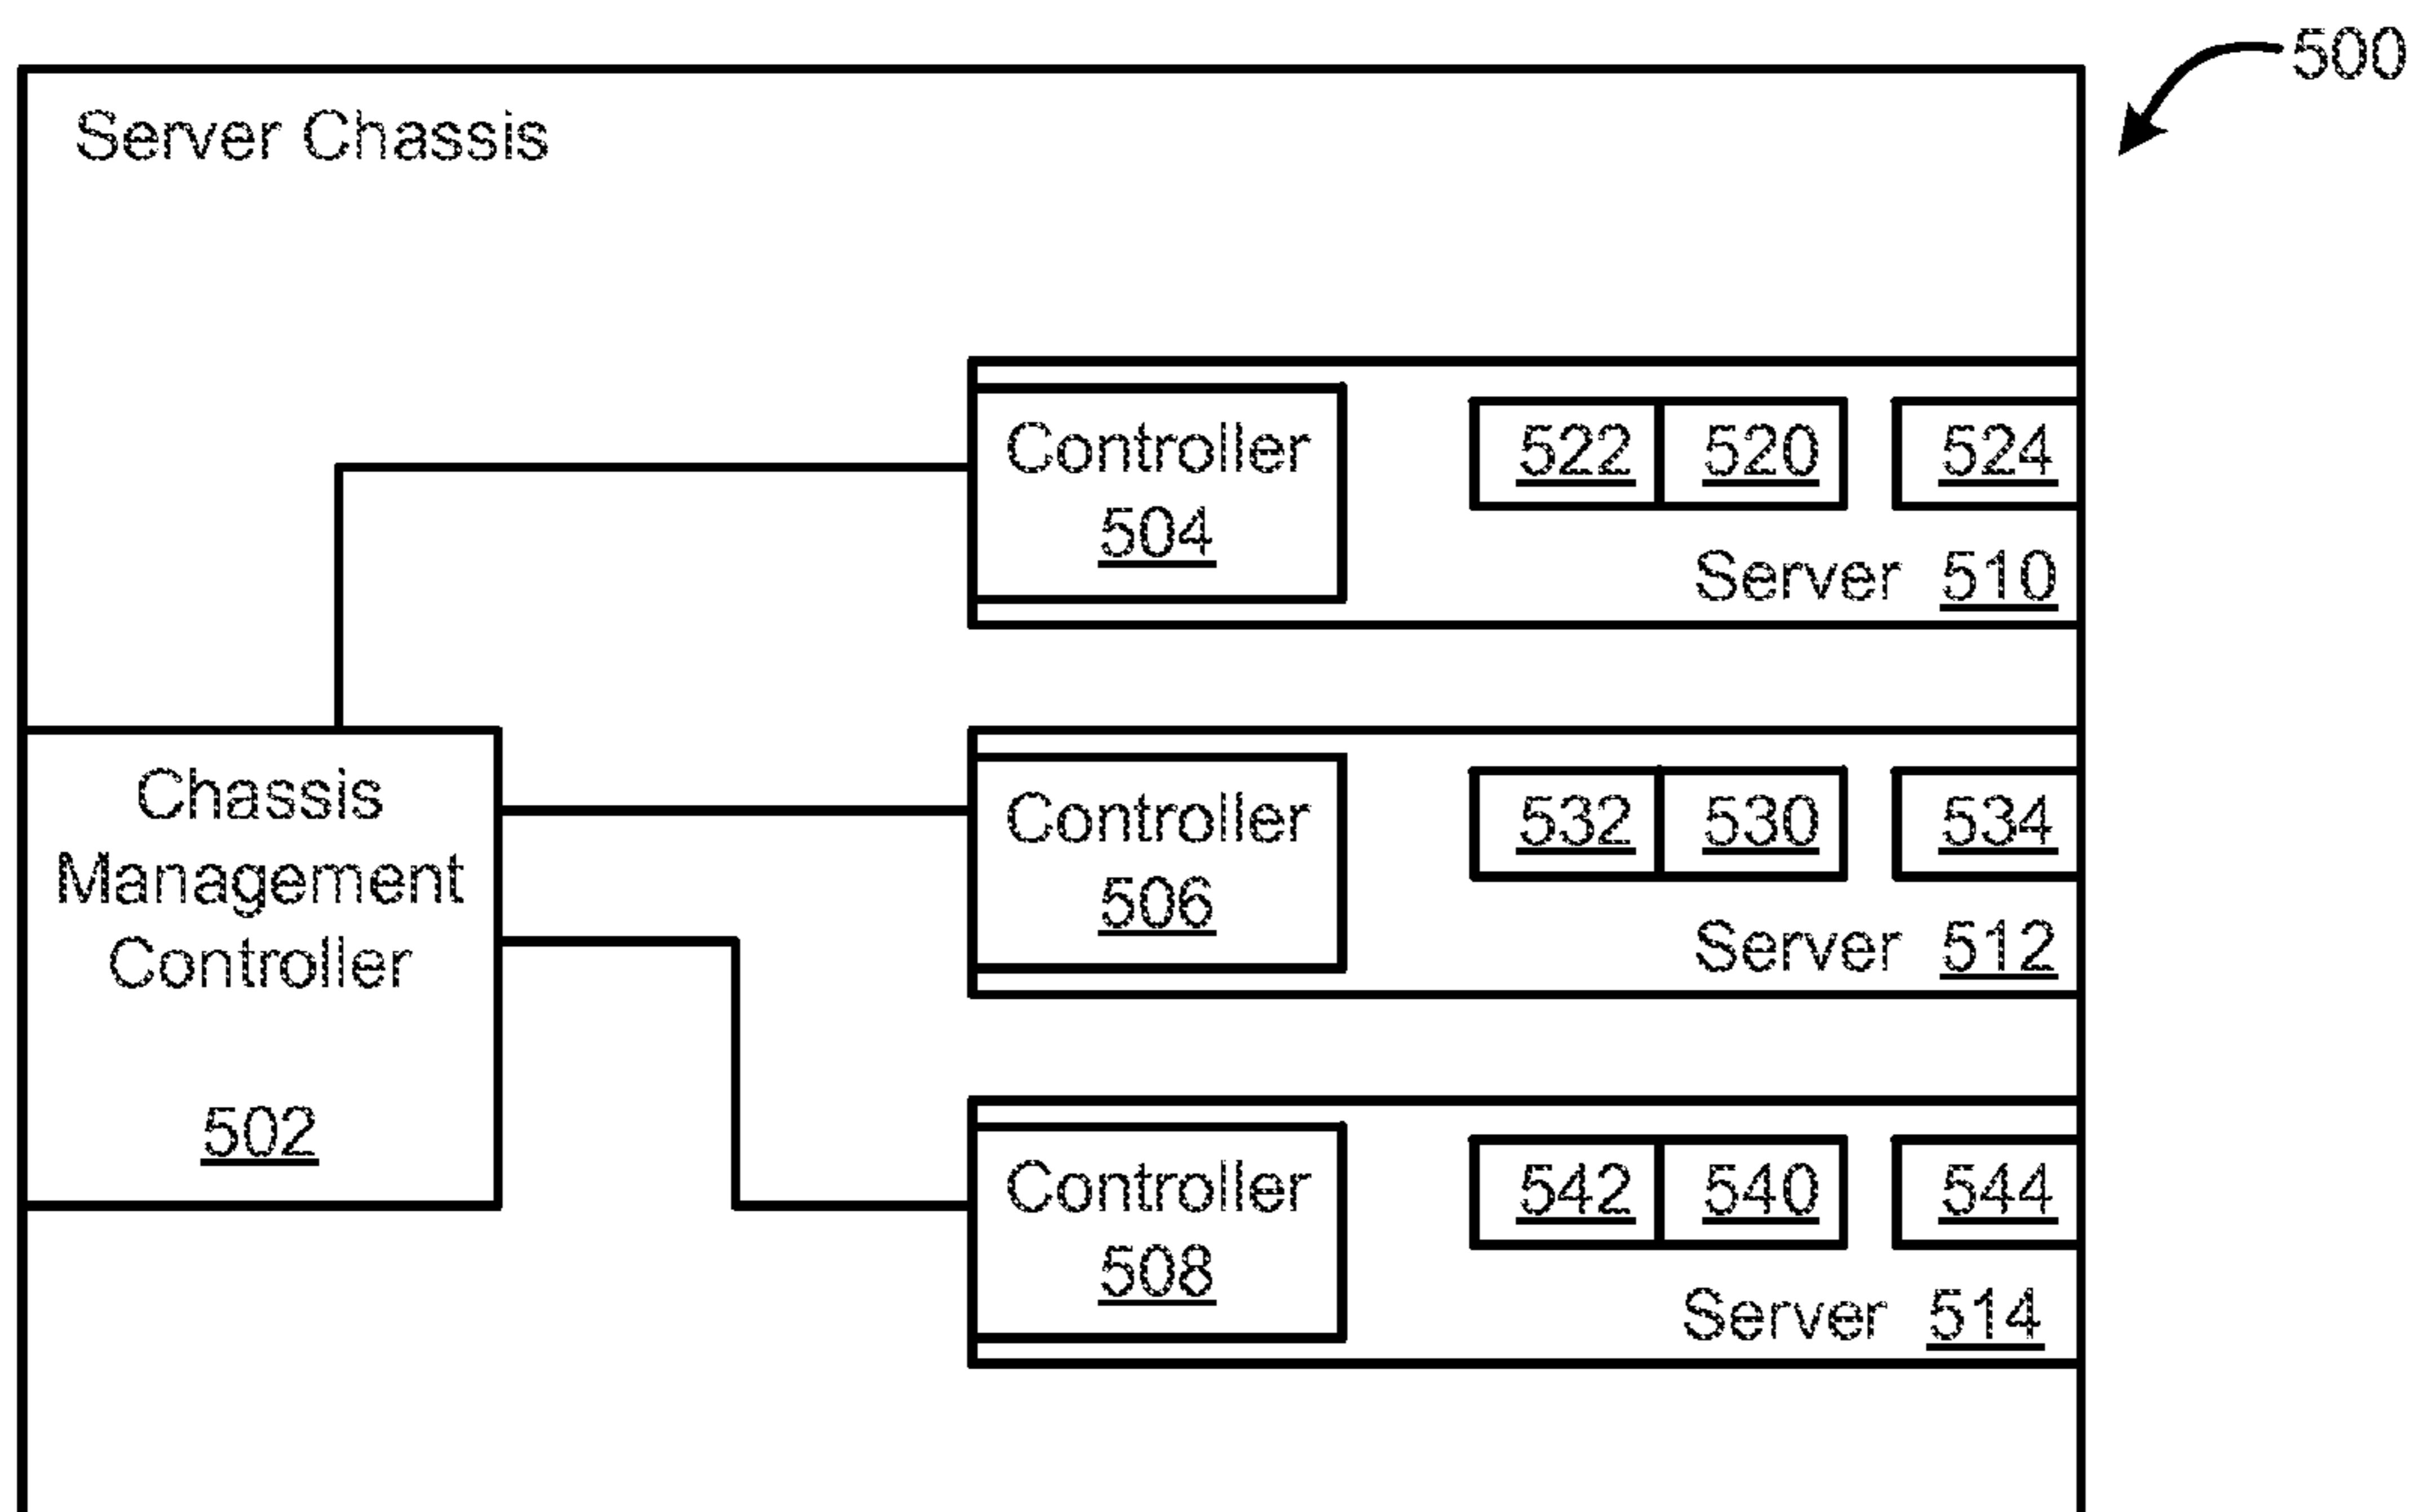 500
Server Chassis
Controller
504
522 520 524
Server 510
Chassis
Management
Controller
502
Controller
506
532 530 534
Server 512
Controller
508
542 540 544
Server 514